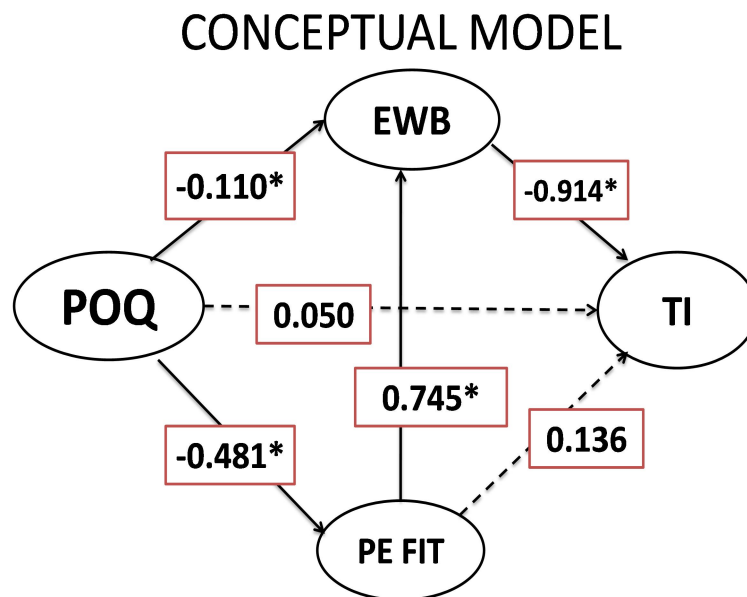 CONCEPTUAL MODEL
EWB
-0.110*
-0.914*
POQ
0.050
TI
0.745*
-0.481*
0.136
PE FIT